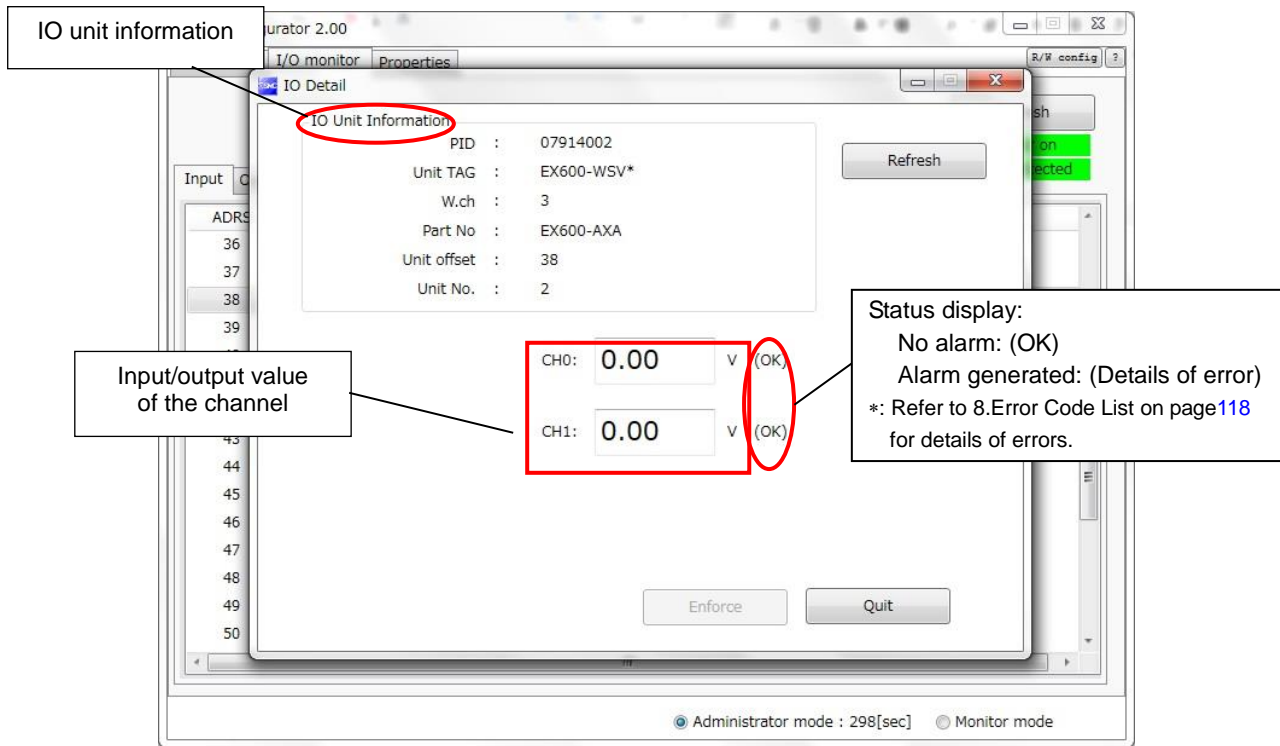 IO unit information
urator 2.00
I/O monitor Properties
R/W config ?
IO Detail
sh
on
ected
IO Unit Information
PID : 07914002
Unit TAG : EX600-WSV*
W.ch : 3
Part No : EX600-AXA
Unit offset : 38
Unit No. : 2
Refresh
Input
ADRS
36
37
38
39
43
44
45
46
47
48
49
50
CH0: 0.00 V (OK)
CH1: 0.00 V (OK)
Input/output value
of the channel
Status display:
No alarm: (OK)
Alarm generated: (Details of error)
*: Refer to 8.Error Code List on page118
for details of errors.
Enforce
Quit
Administrator mode : 298[sec]
Monitor mode